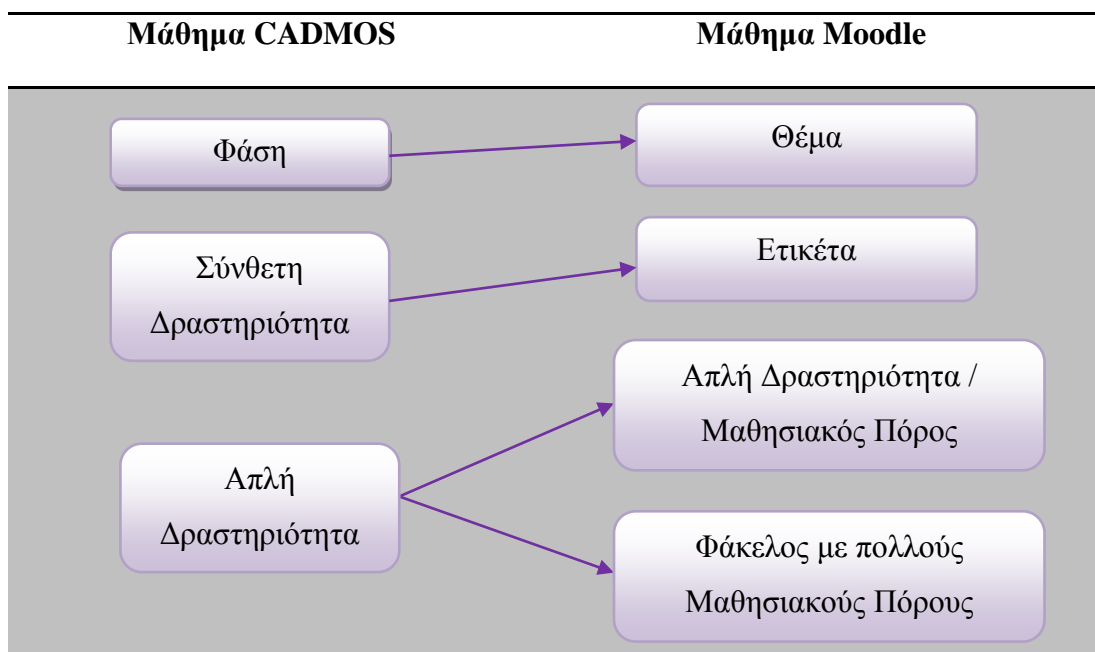 Μάθημα CADMOS
Μάθημα Moodle
Φάση
Θέμα
Σύνθετη
Δραστηριότητα
Ετικέτα
Απλή
Δραστηριότητα
Απλή Δραστηριότητα /
Μαθησιακός Πόρος
Φάκελος με πολλούς
Μαθησιακούς Πόρους